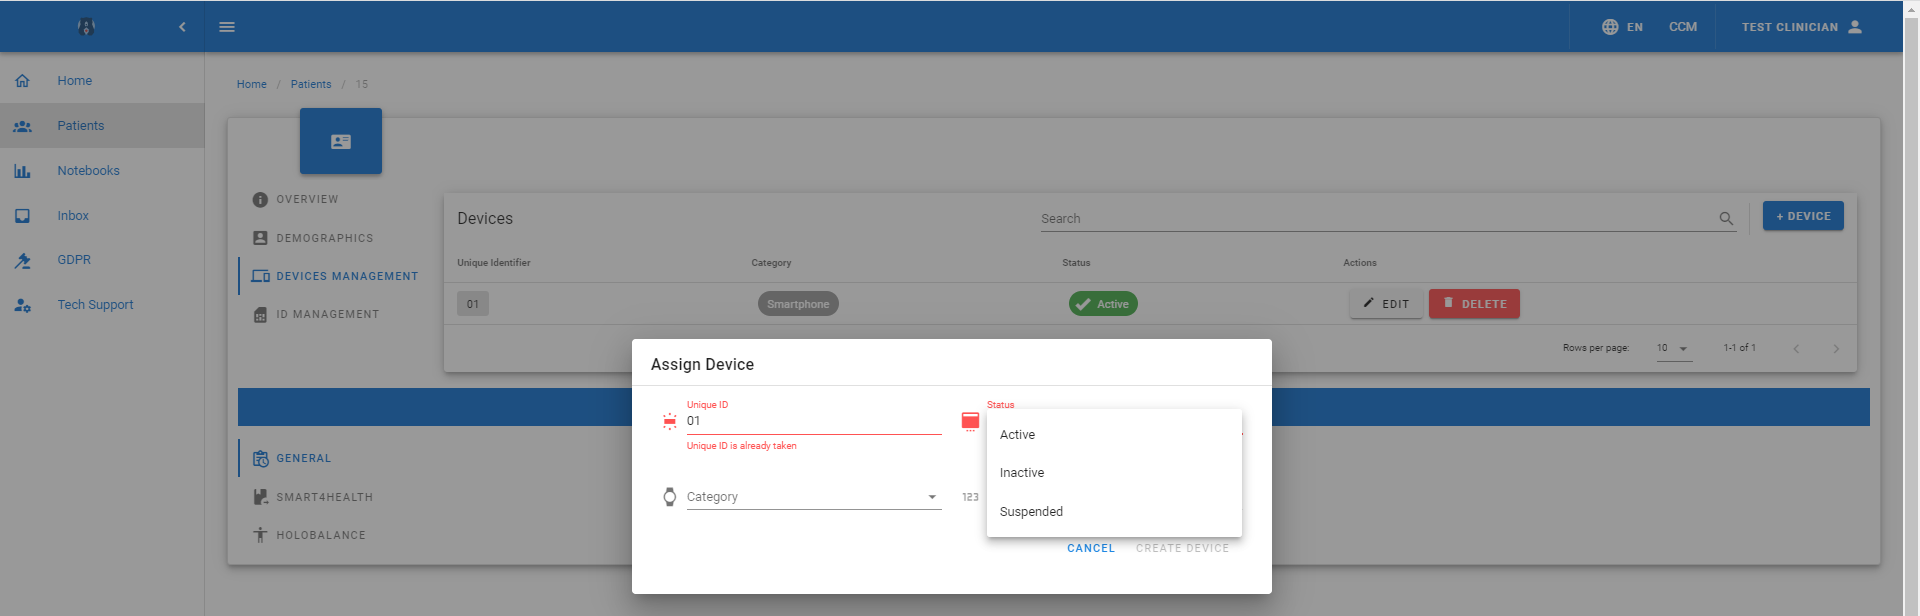 EN
CCM
TEST CLINICIAN
Home
Patients
Notebooks
Inbox
GDPR
Tech Support
Home / Patients / 15
OVERVIEW
DEMOGRAPHICS
DEVICES MANAGEMENT
ID MANAGEMENT
Devices
Search
+ DEVICE
Unique Identifier Category Status Actions
01 Smartphone Active EDIT DELETE
Rows per page: 10 1-1 of 1
GENERAL
SMART4HEALTH
HOLOBALANCE
Assign Device
Unique ID
01
Unique ID is already taken
Status
Active
Inactive
Suspended
Category
123
CANCEL CREATE DEVICE